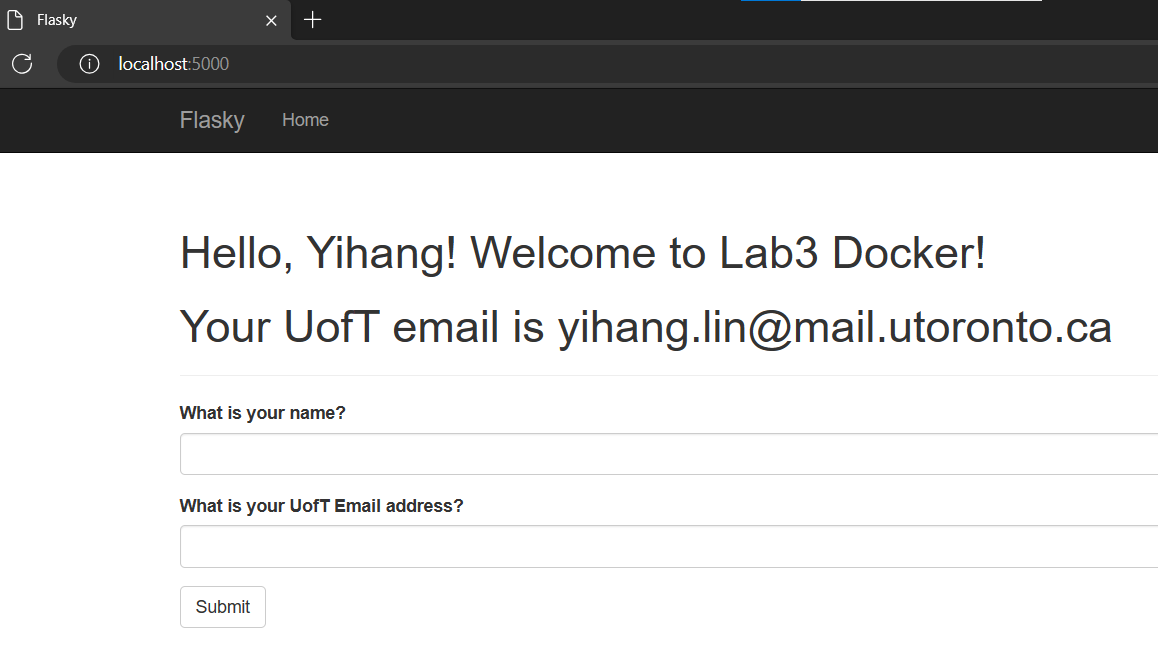 Flasky
localhost:5000
Flasky Home
Hello, Yihang! Welcome to Lab3 Docker!
Your UofT email is yihang.lin@mail.utoronto.ca
What is your name?
What is your UofT Email address?
Submit